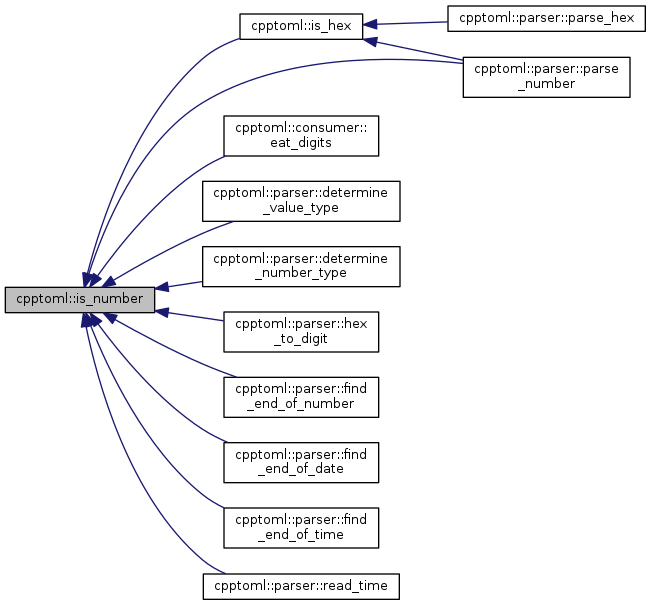 cpptoml::is_hex
cpptoml::parser::parse_hex
cpptoml::parser::parse
_number
cpptoml::consumer::
eat_digits
cpptoml::parser::determine
_value_type
cpptoml::parser::determine
_number_type
cpptoml::is_number
cpptoml::parser::hex
_to_digit
cpptoml::parser::find
_end_of_number
cpptoml::parser::find
_end_of_date
cpptoml::parser::find
_end_of_time
cpptoml::parser::read_time